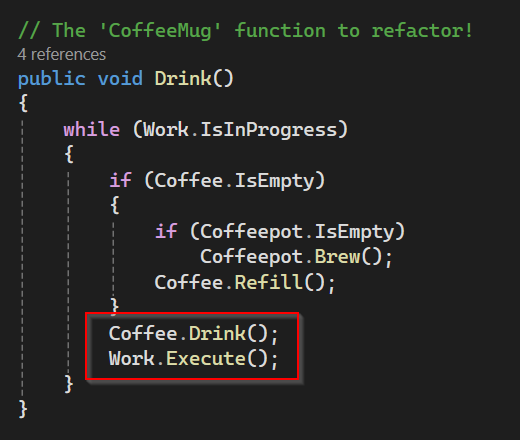 // The 'CoffeeMug' function to refactor!
4 references
public void Drink()
{
while (Work.IsInProgress)
{
if (Coffee.IsEmpty)
{
if (Coffeepot.IsEmpty)
Coffeepot.Brew();
Coffee.Refill();
}
Coffee.Drink();
Work.Execute();
}
}